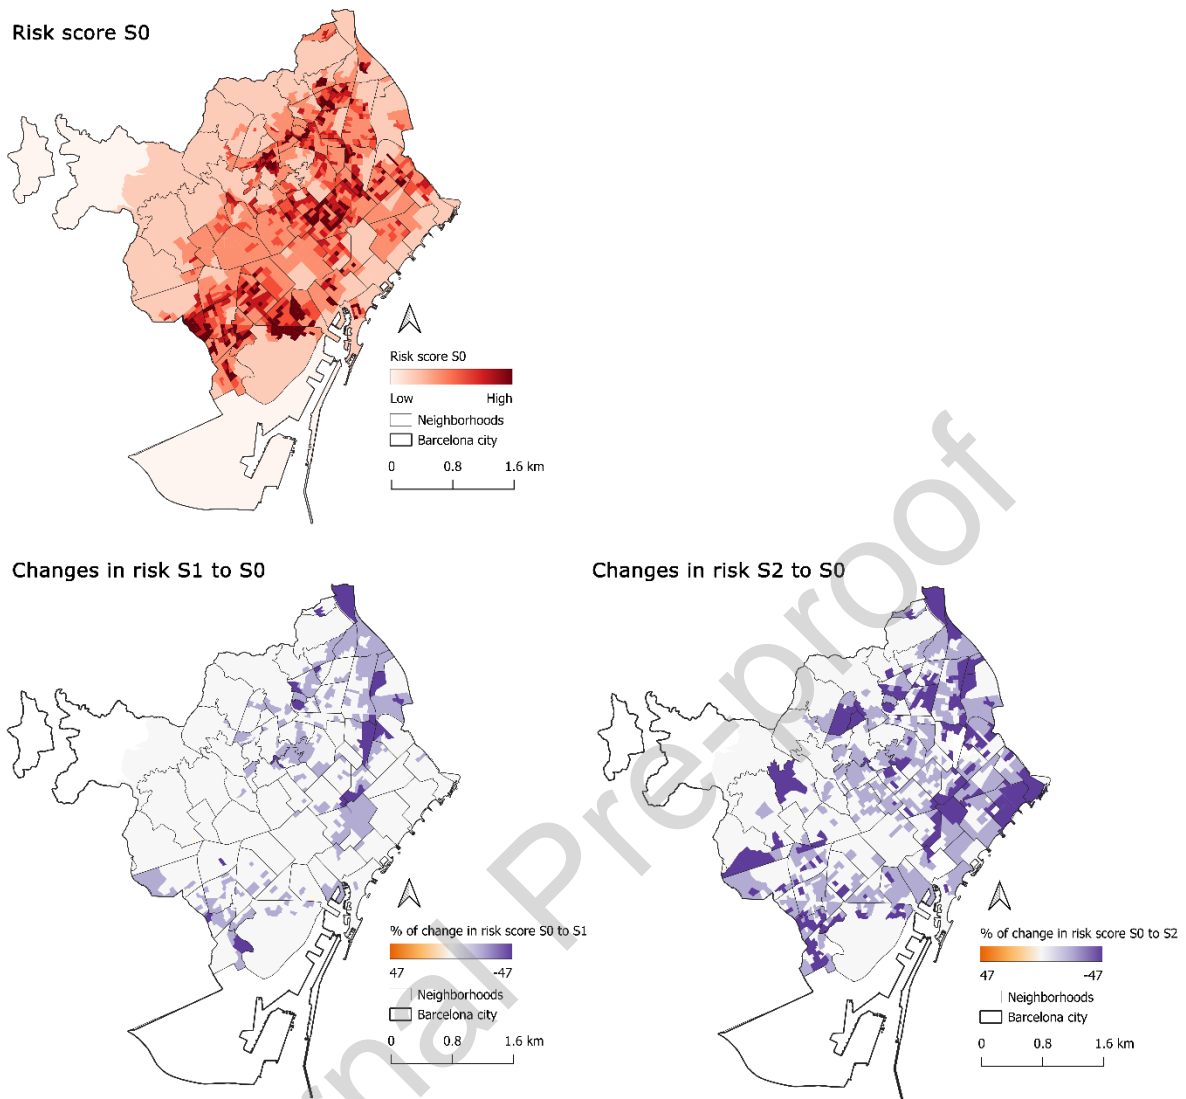 Risk score S0
Risk score S0
Low High
Neighborhoods
Barcelona city
0 0.8 1.6 km
Changes in risk S1 to S0
% of change in risk score S0 to S1
47 -47
Neighborhoods
Barcelona city
0 0.8 1.6 km
Changes in risk S2 to S0
% of change in risk score S0 to S2
47 -47
Neighborhoods
Barcelona city
0 0.8 1.6 km
rnal Pre-proof